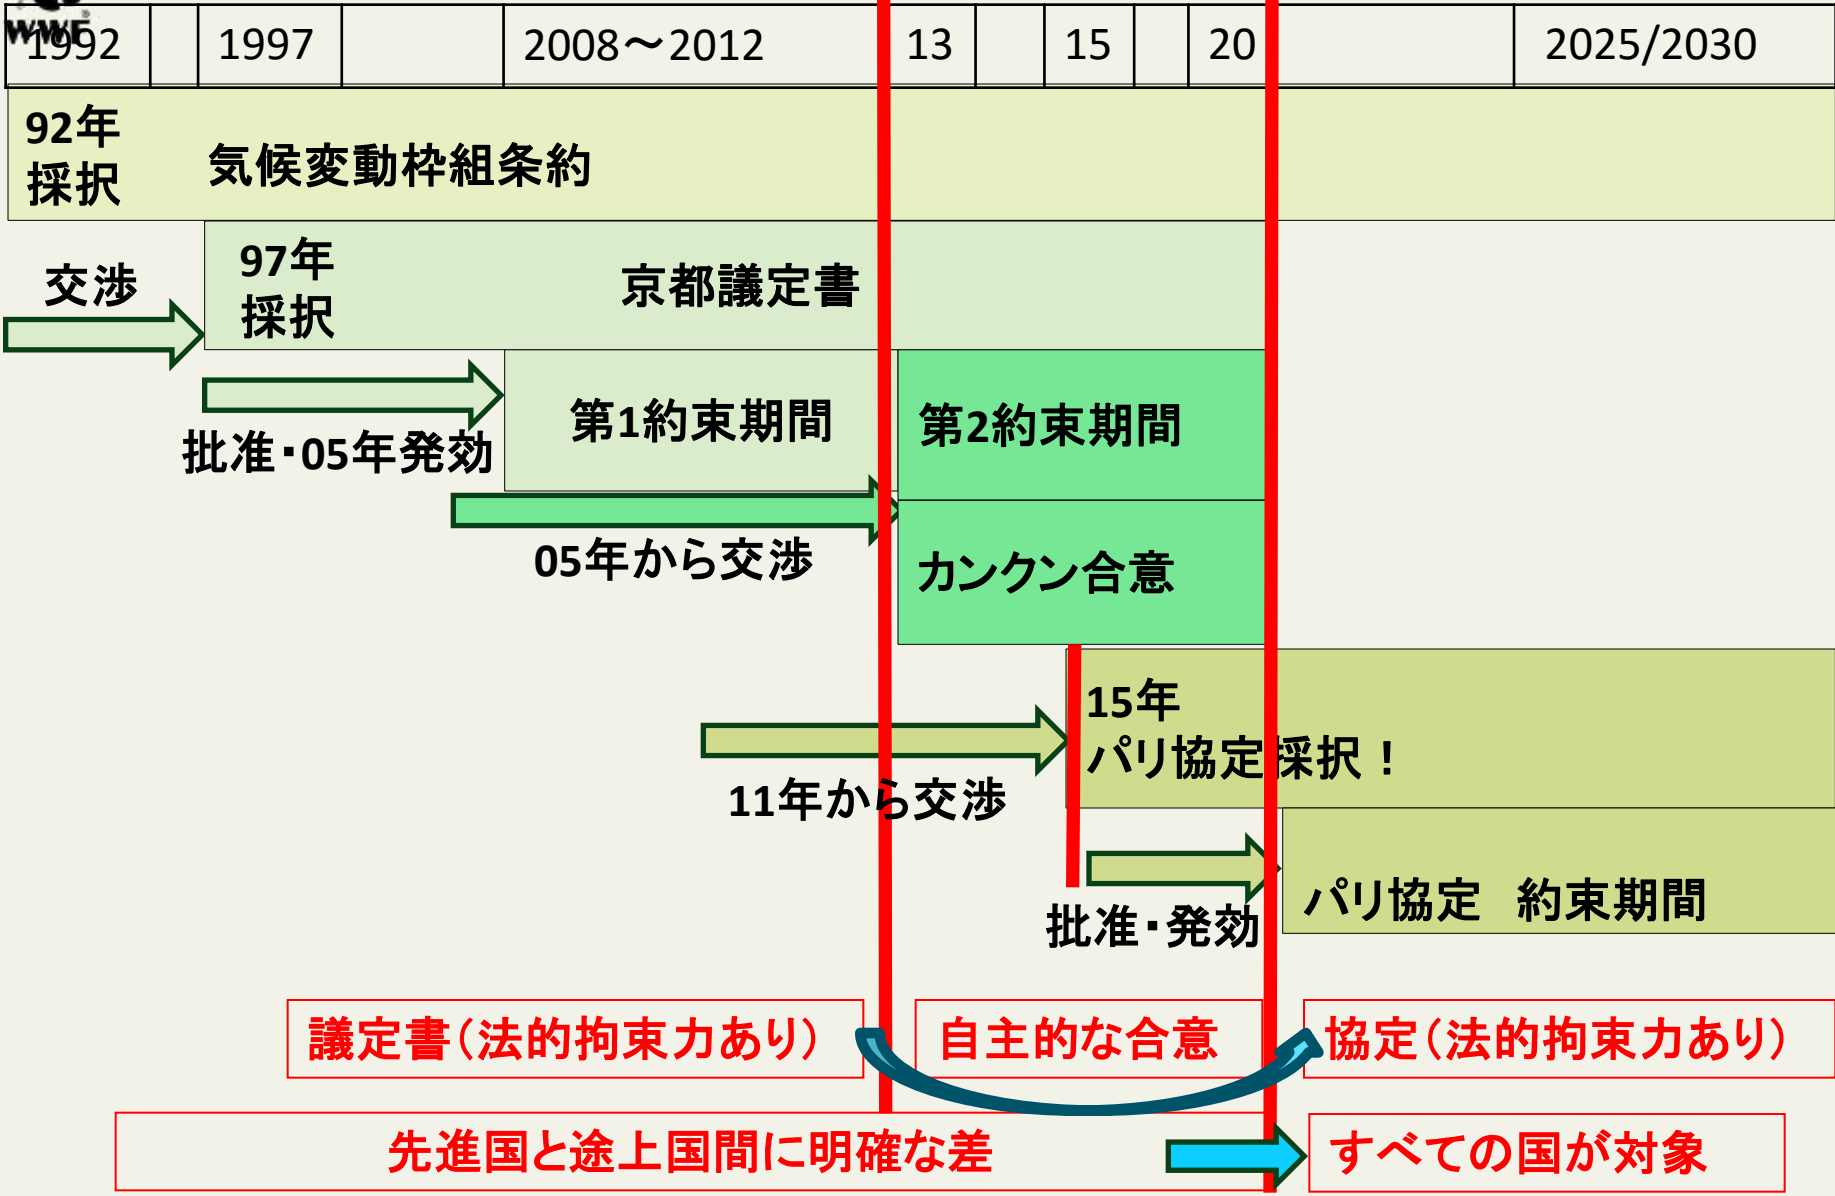 WWF
1992 1997 2008～2012 13 15 20 2025/2030
92年
採択
気候変動枠組条約
97年
採択
京都議定書
交渉
第1約束期間
第2約束期間
批准・05年発効
05年から交渉
カンクン合意
15年
パリ協定採択！
11年から交渉
パリ協定　約束期間
批准・発効
議定書（法的拘束力あり） 自主的な合意 協定（法的拘束力あり）
先進国と途上国間に明確な差 すべての国が対象